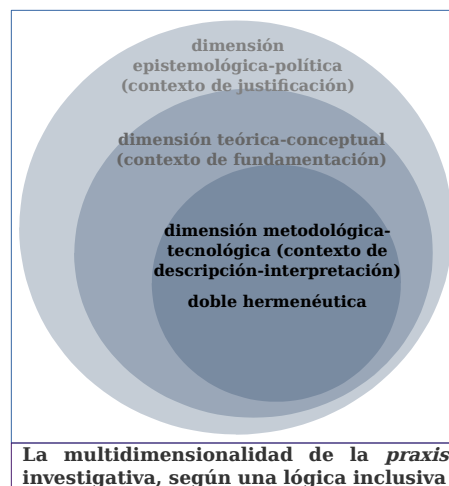 dimensión
epistemológica-política
(contexto de justificación)
dimensión teórica-conceptual
(contexto de fundamentación)
dimensión metodológica-
tecnológica (contexto de
descripción-interpretación)
doble hermenéutica
La multidimensionalidad de la praxis
investigativa, según una lógica inclusiva